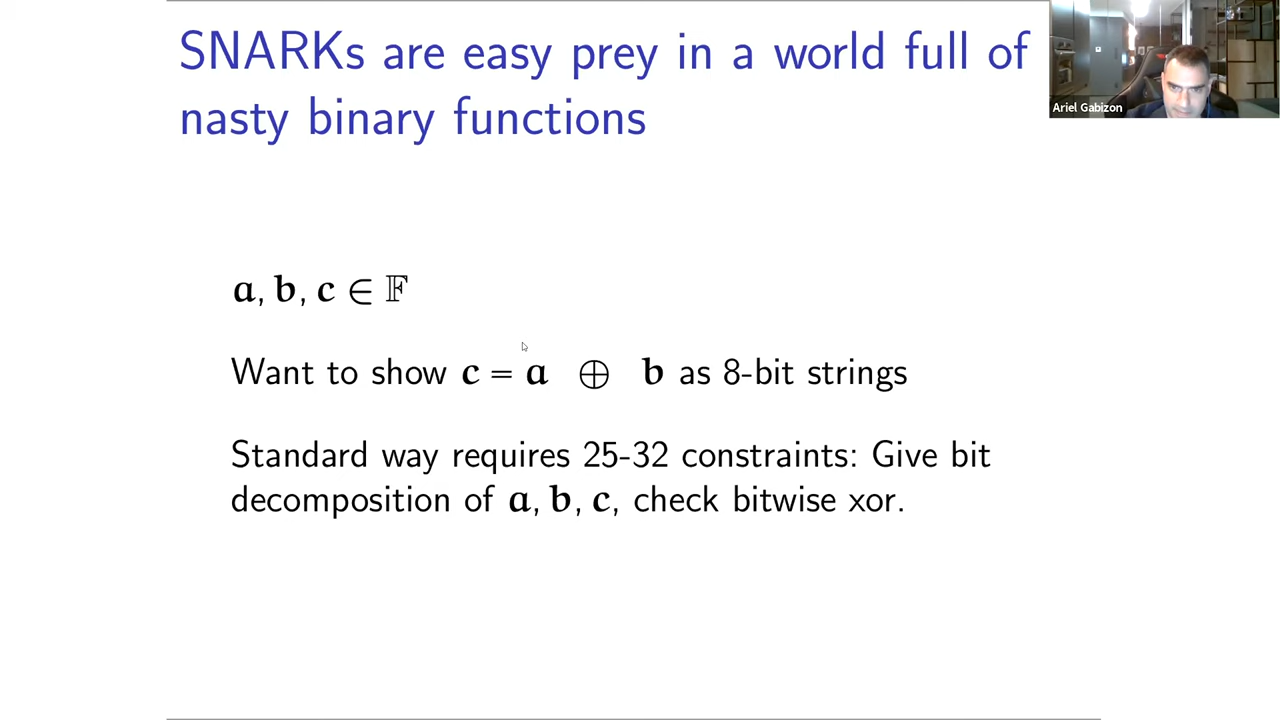 SNARKs are easy prey in a world full of
nasty binary functions
Ariel Gabizon
a, b, c ∈ 𝔽
Want to show c = a ⊕ b as 8-bit strings
Standard way requires 25-32 constraints: Give bit
decomposition of a, b, c, check bitwise xor.